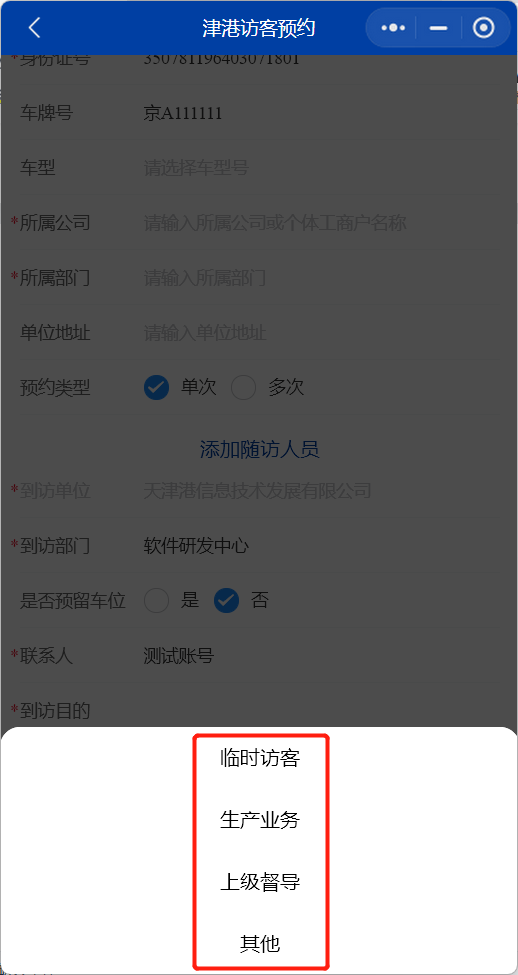 津港访客预约
*身份证号 350781196403071801
车牌号 京A111111
车型 请选择车型号
*所属公司 请输入所属公司或个体工商户名称
*所属部门 请输入所属部门
单位地址 请输入单位地址
预约类型 单次 多次
添加随访人员
*到访单位 天津港信息技术发展有限公司
*到访部门 软件研发中心
是否预留车位 是 否
*联系人 测试账号
*到访目的
临时访客
生产业务
上级督导
其他